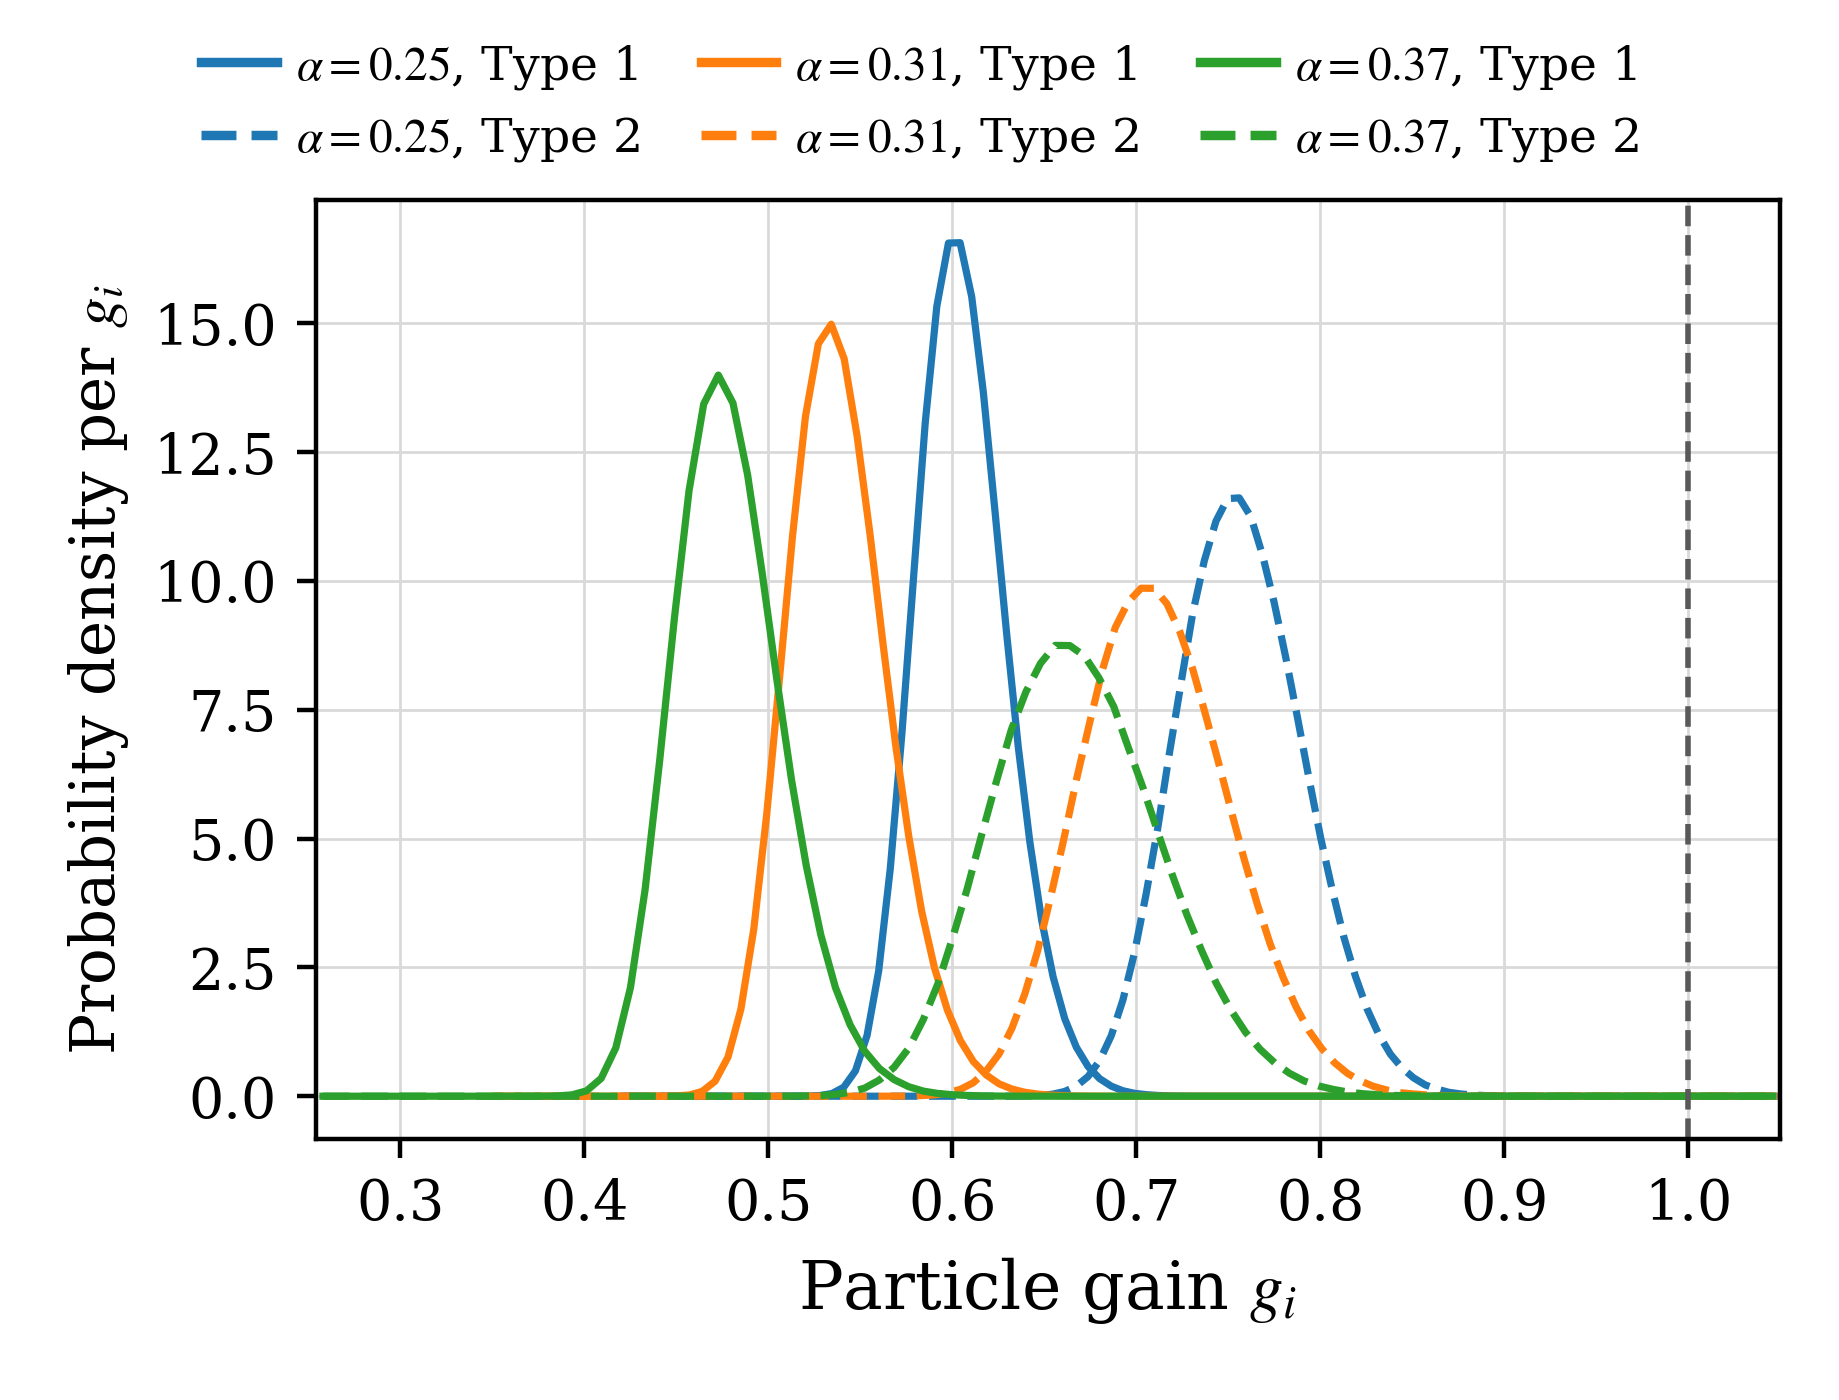 α=0.25, Type 1 α=0.31, Type 1 α=0.37, Type 1
α=0.25, Type 2 α=0.31, Type 2 α=0.37, Type 2
Probability density per gᵢ
15.0
12.5
10.0
7.5
5.0
2.5
0.0
0.3 0.4 0.5 0.6 0.7 0.8 0.9 1.0
Particle gain gᵢ